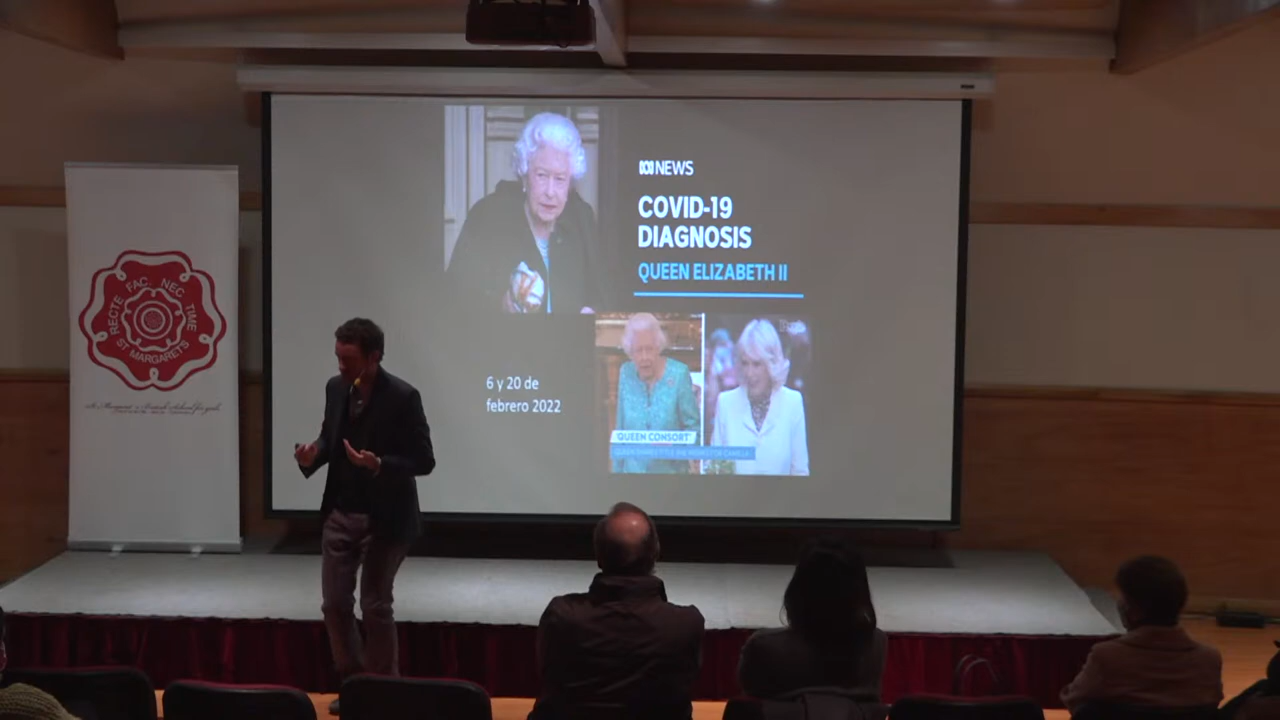 RECTE FAC. NEC TIME
ST MARGARETS
NEWS
COVID-19
DIAGNOSIS
QUEEN ELIZABETH II
6 y 20 de
febrero 2022
'QUEEN CONSORT'